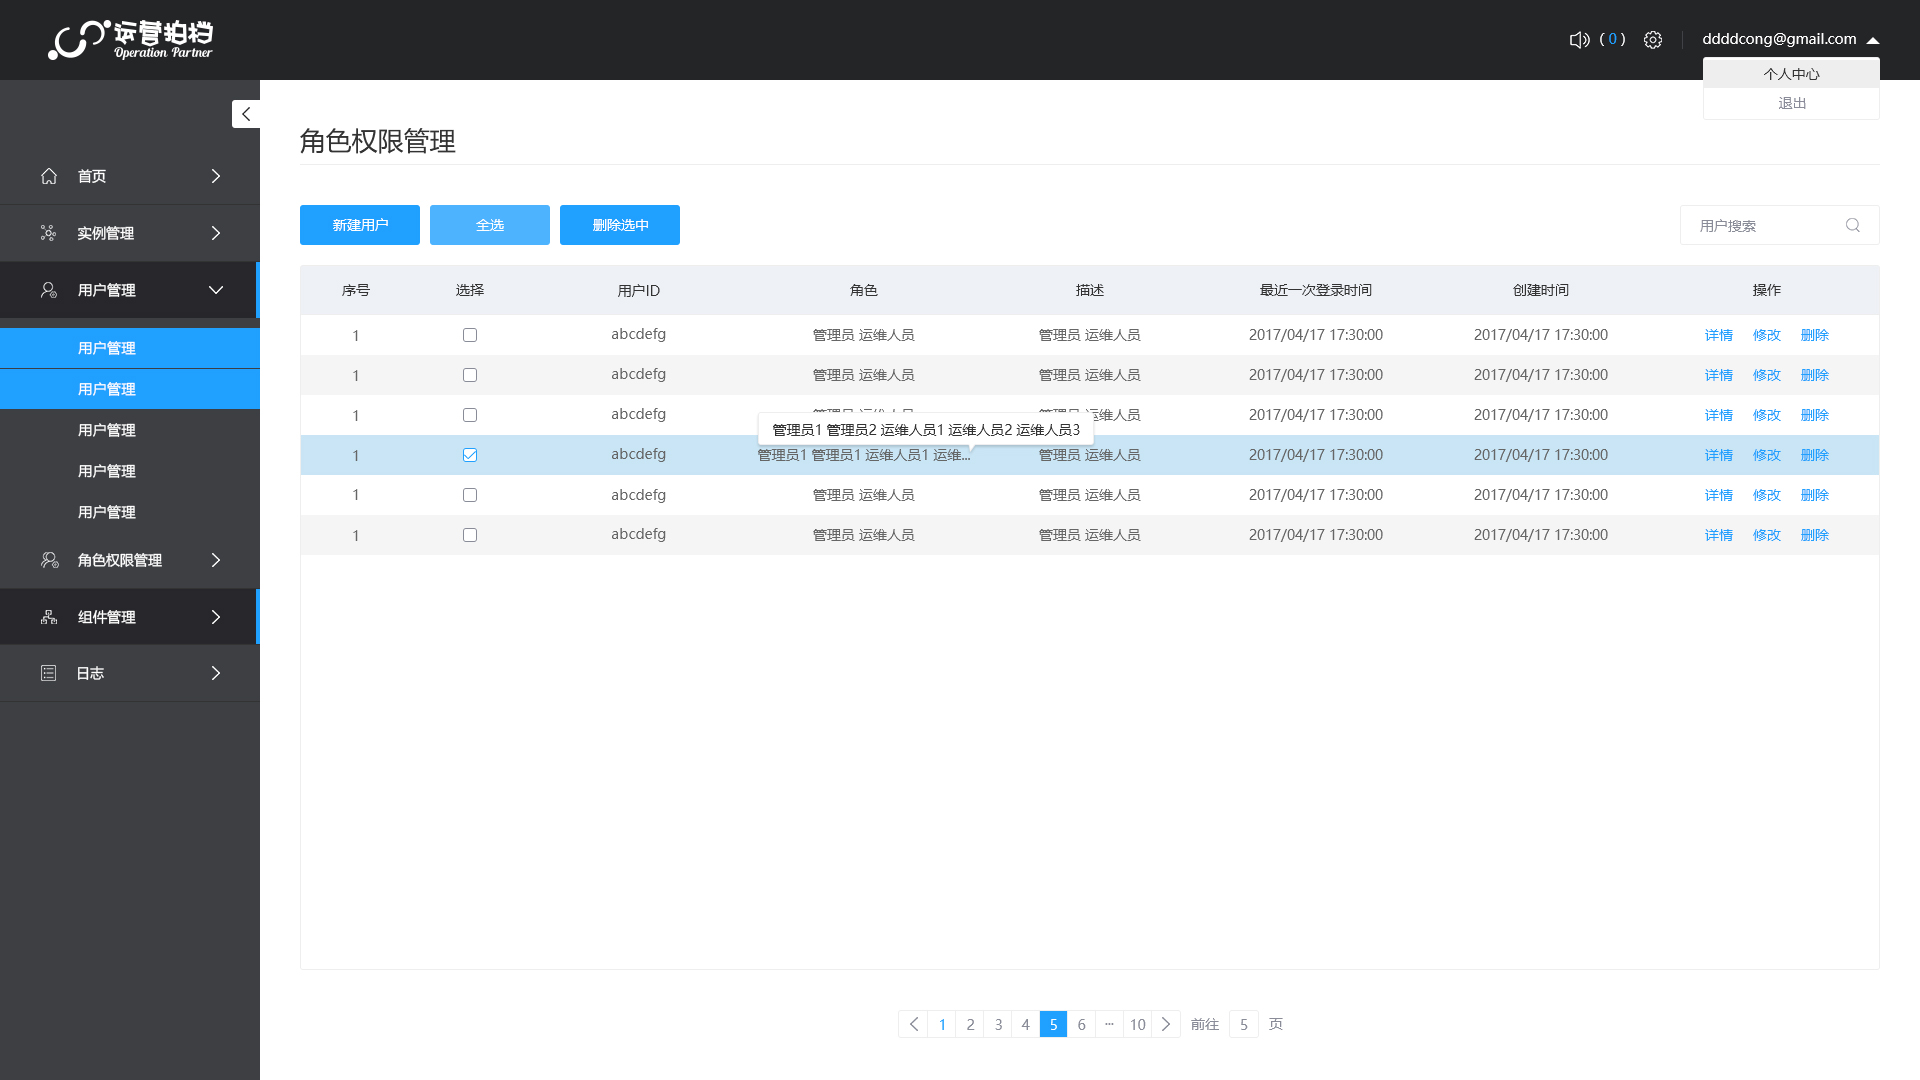 运营拍档
Operation Partner
( 0 )
ddddcong@gmail.com
个人中心
退出
首页
实例管理
用户管理
用户管理
用户管理
用户管理
用户管理
用户管理
角色权限管理
组件管理
日志
角色权限管理
新建用户 全选 删除选中 用户搜索
序号 选择 用户ID 角色 描述 最近一次登录时间 创建时间 操作
1 abcdefg 管理员 运维人员 管理员 运维人员 2017/04/17 17:30:00 2017/04/17 17:30:00 详情 修改 删除
1 abcdefg 管理员 运维人员 管理员 运维人员 2017/04/17 17:30:00 2017/04/17 17:30:00 详情 修改 删除
1 abcdefg 管理员 运维人员 管理员 运维人员 2017/04/17 17:30:00 2017/04/17 17:30:00 详情 修改 删除
管理员1 管理员2 运维人员1 运维人员2 运维人员3
1 abcdefg 管理员1 管理员1 运维人员1 运维... 管理员 运维人员 2017/04/17 17:30:00 2017/04/17 17:30:00 详情 修改 删除
1 abcdefg 管理员 运维人员 管理员 运维人员 2017/04/17 17:30:00 2017/04/17 17:30:00 详情 修改 删除
1 abcdefg 管理员 运维人员 管理员 运维人员 2017/04/17 17:30:00 2017/04/17 17:30:00 详情 修改 删除
1 2 3 4 5 6 ... 10 前往 5 页